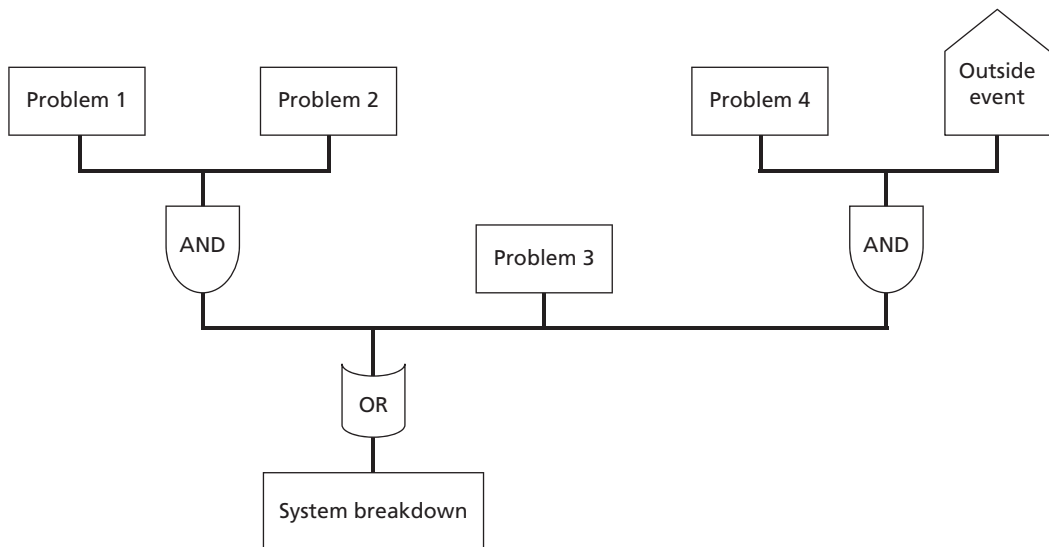 Problem 1
Problem 2
Problem 4
Outside
event
AND
Problem 3
AND
OR
System breakdown